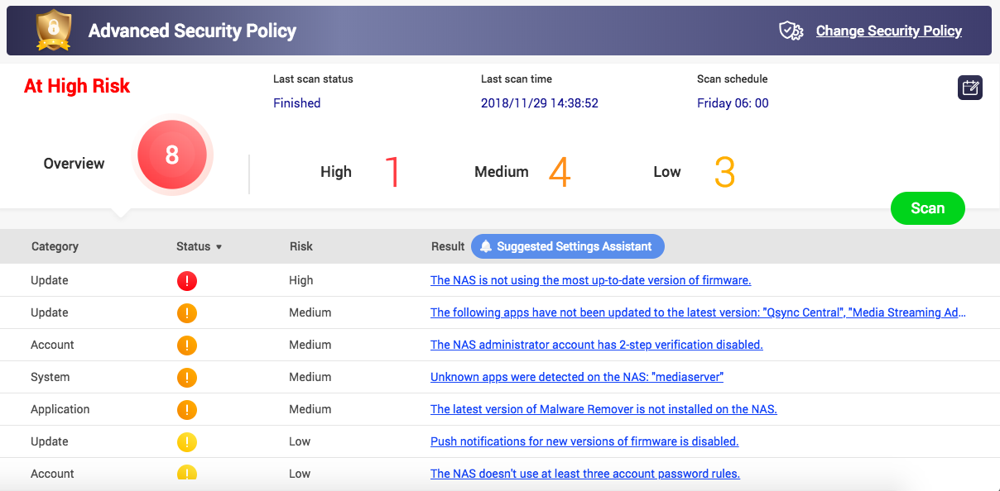 Advanced Security Policy
Change Security Policy
At High Risk
Last scan status
Last scan time
Scan schedule
Finished
2018/11/29 14:38:52
Friday 06: 00
Overview 8 High 1 Medium 4 Low 3
Scan
Category Status ▼ Risk Result Suggested Settings Assistant
Update ! High The NAS is not using the most up-to-date version of firmware.
Update ! Medium The following apps have not been updated to the latest version: "Qsync Central", "Media Streaming Ad...
Account ! Medium The NAS administrator account has 2-step verification disabled.
System ! Medium Unknown apps were detected on the NAS: "mediaserver"
Application ! Medium The latest version of Malware Remover is not installed on the NAS.
Update ! Low Push notifications for new versions of firmware is disabled.
Account ! Low The NAS doesn't use at least three account password rules.